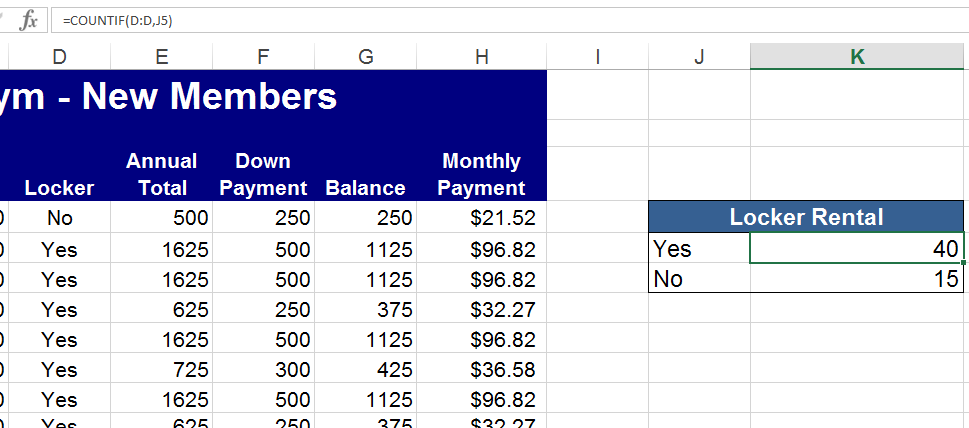 fx =COUNTIF(D:D,J5)
D E F G H I J K
ym - New Members
Annual Down Monthly
Locker Total Payment Balance Payment
No 500 250 250 $21.52 Locker Rental
Yes 1625 500 1125 $96.82 Yes 40
Yes 1625 500 1125 $96.82 No 15
Yes 625 250 375 $32.27
Yes 1625 500 1125 $96.82
Yes 725 300 425 $36.58
Yes 1625 500 1125 $96.82
Yes 625 250 375 $32.27